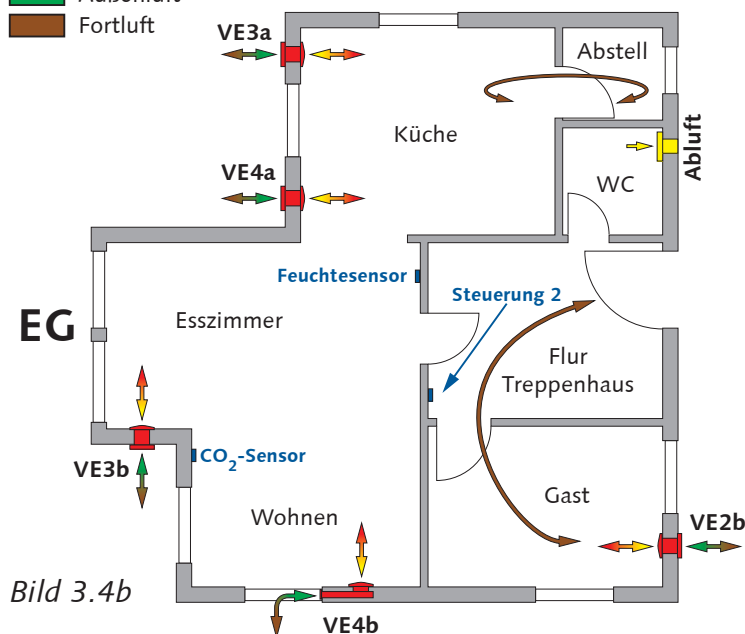 Fortluft
VE3a
Abstell
Küche
Abluft
VE4a
WC
Feuchtesensor
Steuerung 2
EG
Esszimmer
Flur
Treppenhaus
CO2-Sensor
VE3b
Gast
Wohnen
VE2b
Bild 3.4b
VE4b